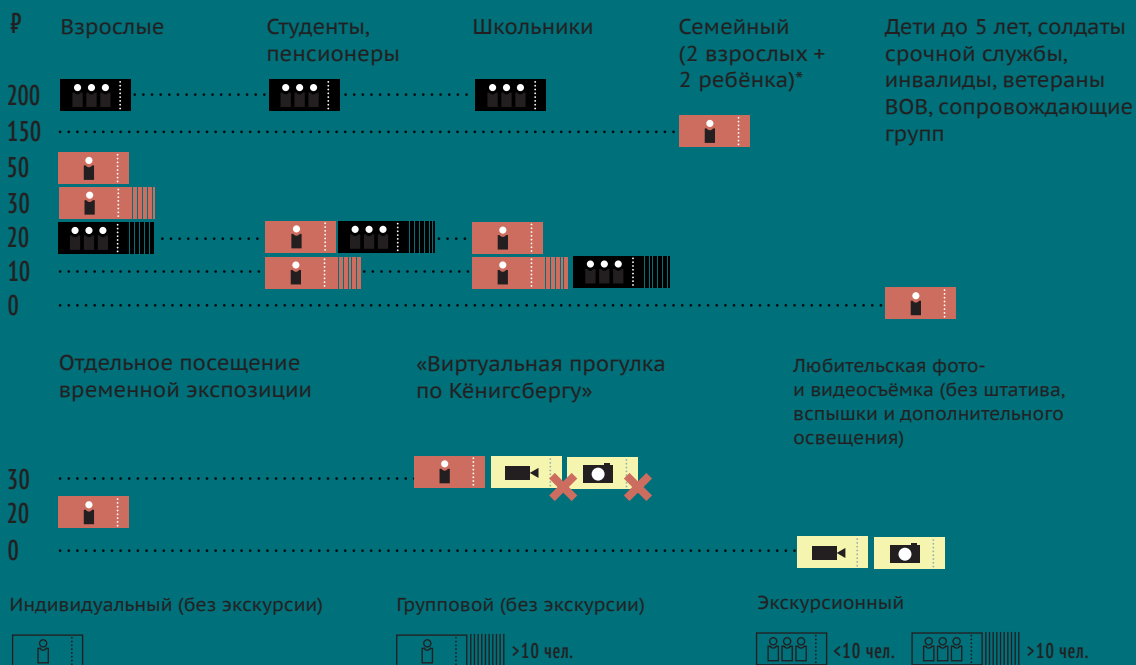 ₽
Взрослые
Студенты,
пенсионеры
Школьники
Семейный
(2 взрослых +
2 ребёнка)*
Дети до 5 лет, солдаты
срочной службы,
инвалиды, ветераны
ВОВ, сопровождающие
групп
200
150
50
30
20
10
0
Отдельное посещение
временной экспозиции
«Виртуальная прогулка
по Кёнигсбергу»
Любительская фото-
и видеосъёмка (без штатива,
вспышки и дополнительного
освещения)
30
20
0
Индивидуальный (без экскурсии)
Групповой (без экскурсии)
>10 чел.
Экскурсионный
<10 чел.
>10 чел.